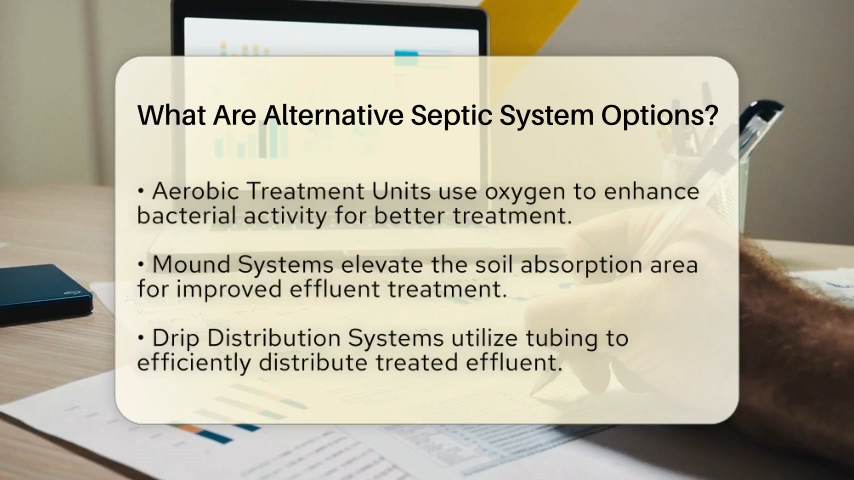 What Are Alternative Septic System Options?
• Aerobic Treatment Units use oxygen to enhance
bacterial activity for better treatment.
• Mound Systems elevate the soil absorption area
for improved effluent treatment.
• Drip Distribution Systems utilize tubing to
efficiently distribute treated effluent.